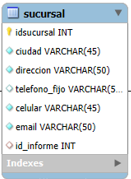 sucursal
idsucursal INT
ciudad VARCHAR(45)
direccion VARCHAR(50)
telefono_fijo VARCHAR(5...
celular VARCHAR(45)
email VARCHAR(50)
id_informe INT
Indexes